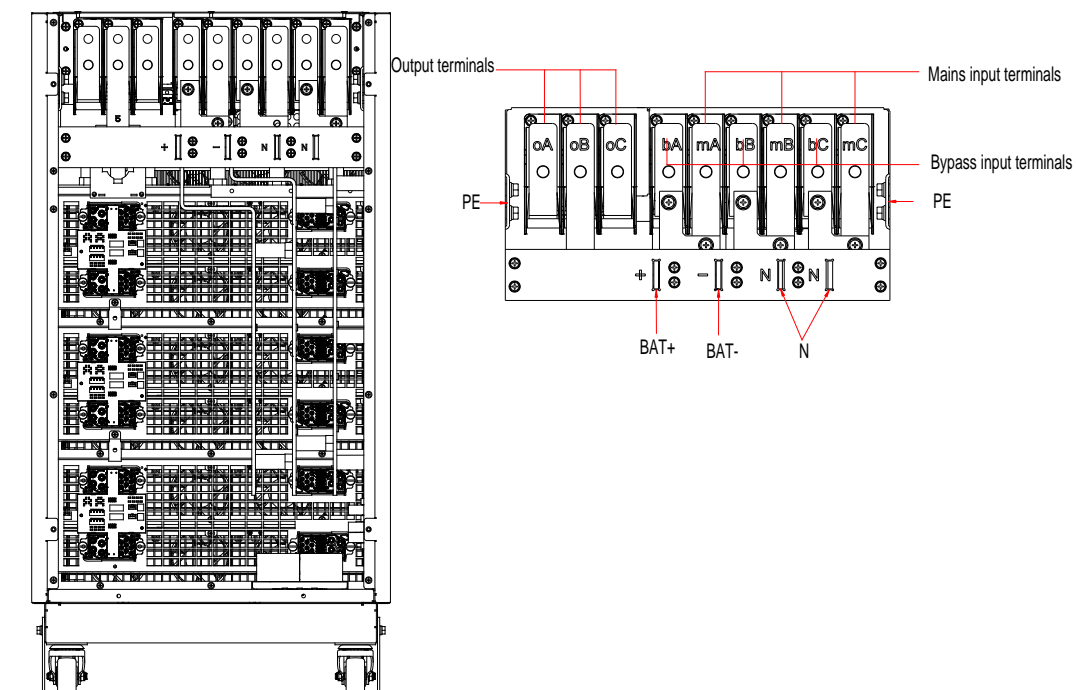 5
+ - N N
Output terminals
Mains input terminals
oA oB oC bA mA bB mB bC mC
Bypass input terminals
PE
PE
+ - N N
BAT+
BAT-
N